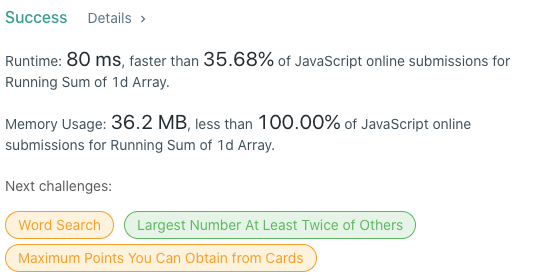 Success Details >
Runtime: 80 ms, faster than 35.68% of JavaScript online submissions for
Running Sum of 1d Array.
Memory Usage: 36.2 MB, less than 100.00% of JavaScript online
submissions for Running Sum of 1d Array.
Next challenges:
Word Search Largest Number At Least Twice of Others
Maximum Points You Can Obtain from Cards